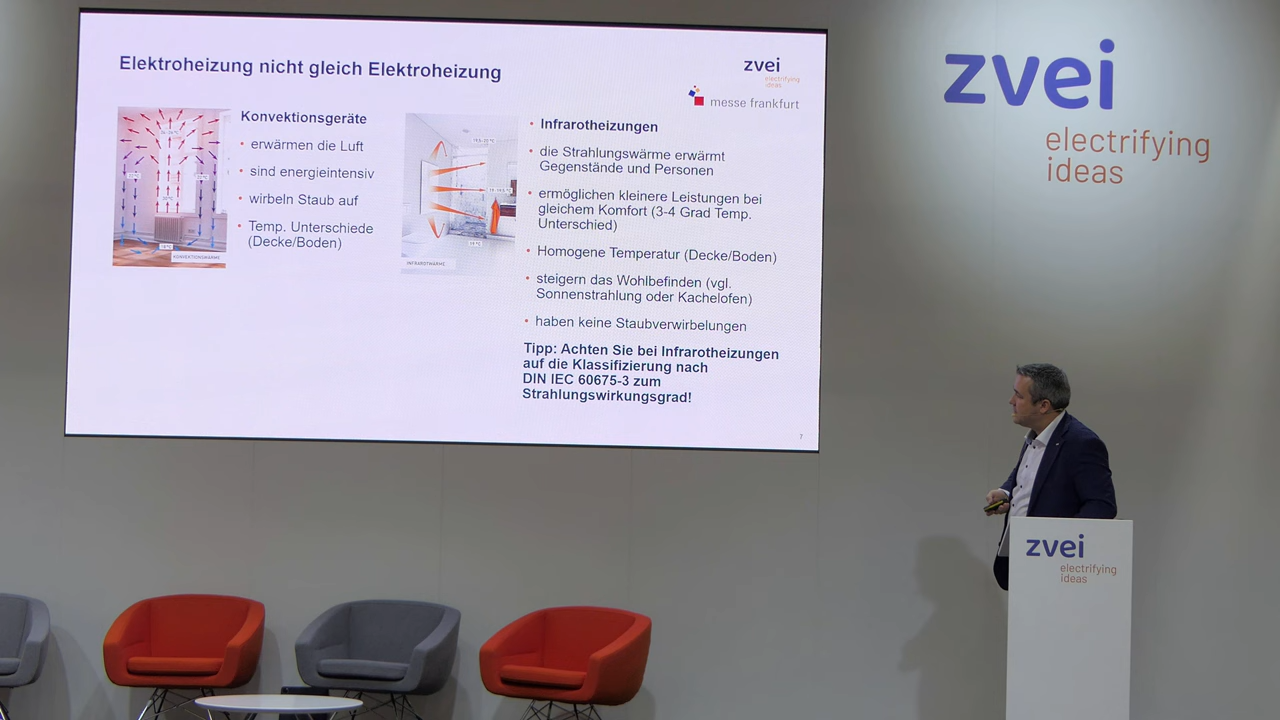 Elektroheizung nicht gleich Elektroheizung
zvei
electrifying
ideas
messe frankfurt
Konvektionsgeräte
• erwärmen die Luft
• sind energieintensiv
• wirbeln Staub auf
• Temp. Unterschiede
(Decke/Boden)
KONVEKTIONSWÄRME
INFRAROTWÄRME
• Infrarotheizungen
• die Strahlungswärme erwärmt
Gegenstände und Personen
• ermöglichen kleinere Leistungen bei
gleichem Komfort (3-4 Grad Temp.
Unterschied)
• Homogene Temperatur (Decke/Boden)
• steigern das Wohlbefinden (vgl.
Sonnenstrahlung oder Kachelofen)
• haben keine Staubverwirbelungen
Tipp: Achten Sie bei Infrarotheizungen
auf die Klassifizierung nach
DIN IEC 60675-3 zum
Strahlungswirkungsgrad!
7
zvei
electrifying
ideas
zvei
electrifying
ideas